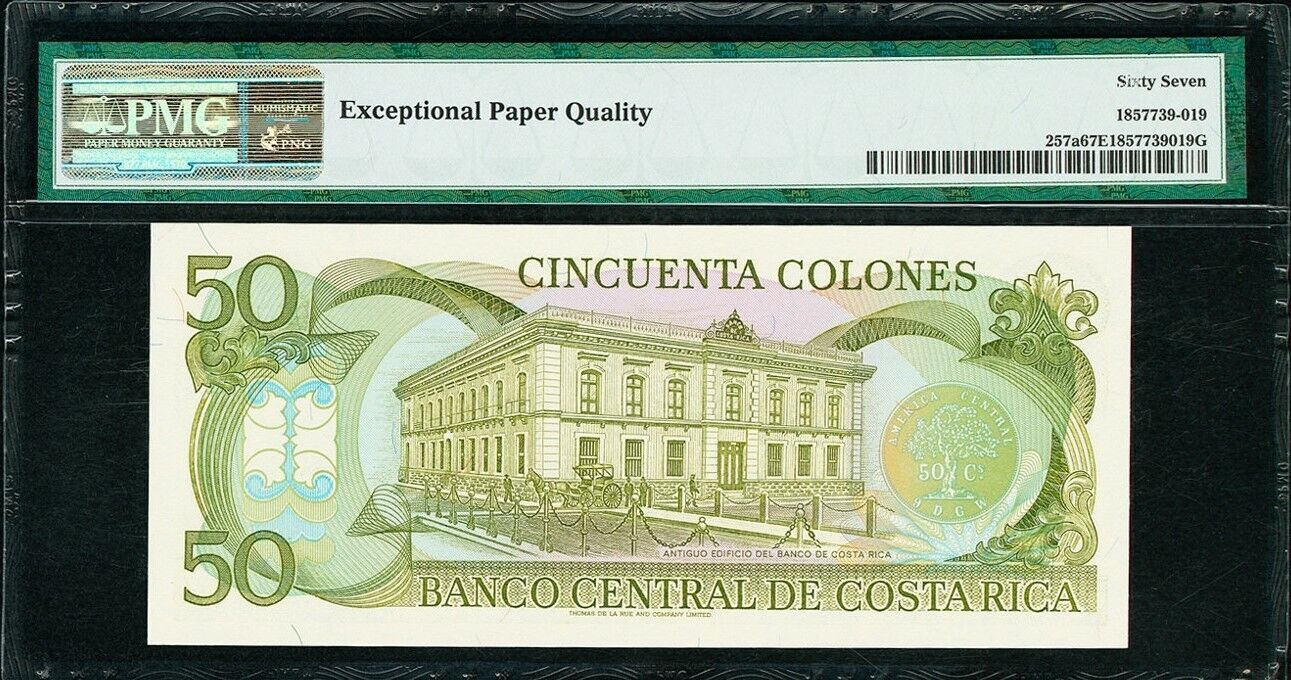 PMG
PAPER MONEY GUARANTY
NUMISMATIC
PNG
Exceptional Paper Quality
Sixty Seven
1857739-019
257a67E1857739019G
50
CINCUENTA COLONES
AMERICA CENTRAL
50 Cs.
J D G W
ANTIGUO EDIFICIO DEL BANCO DE COSTA RICA
50
BANCO CENTRAL DE COSTA RICA
THOMAS DE LA RUE AND COMPANY LIMITED.